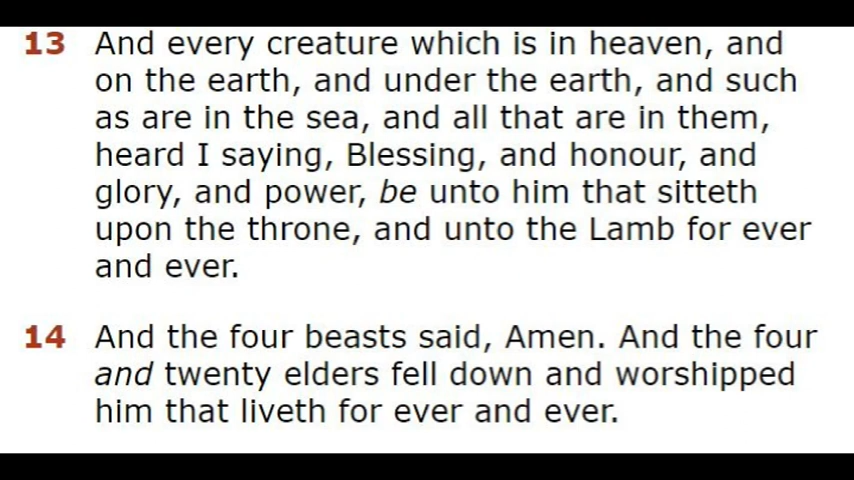 13 And every creature which is in heaven, and
on the earth, and under the earth, and such
as are in the sea, and all that are in them,
heard I saying, Blessing, and honour, and
glory, and power, be unto him that sitteth
upon the throne, and unto the Lamb for ever
and ever.
14 And the four beasts said, Amen. And the four
and twenty elders fell down and worshipped
him that liveth for ever and ever.